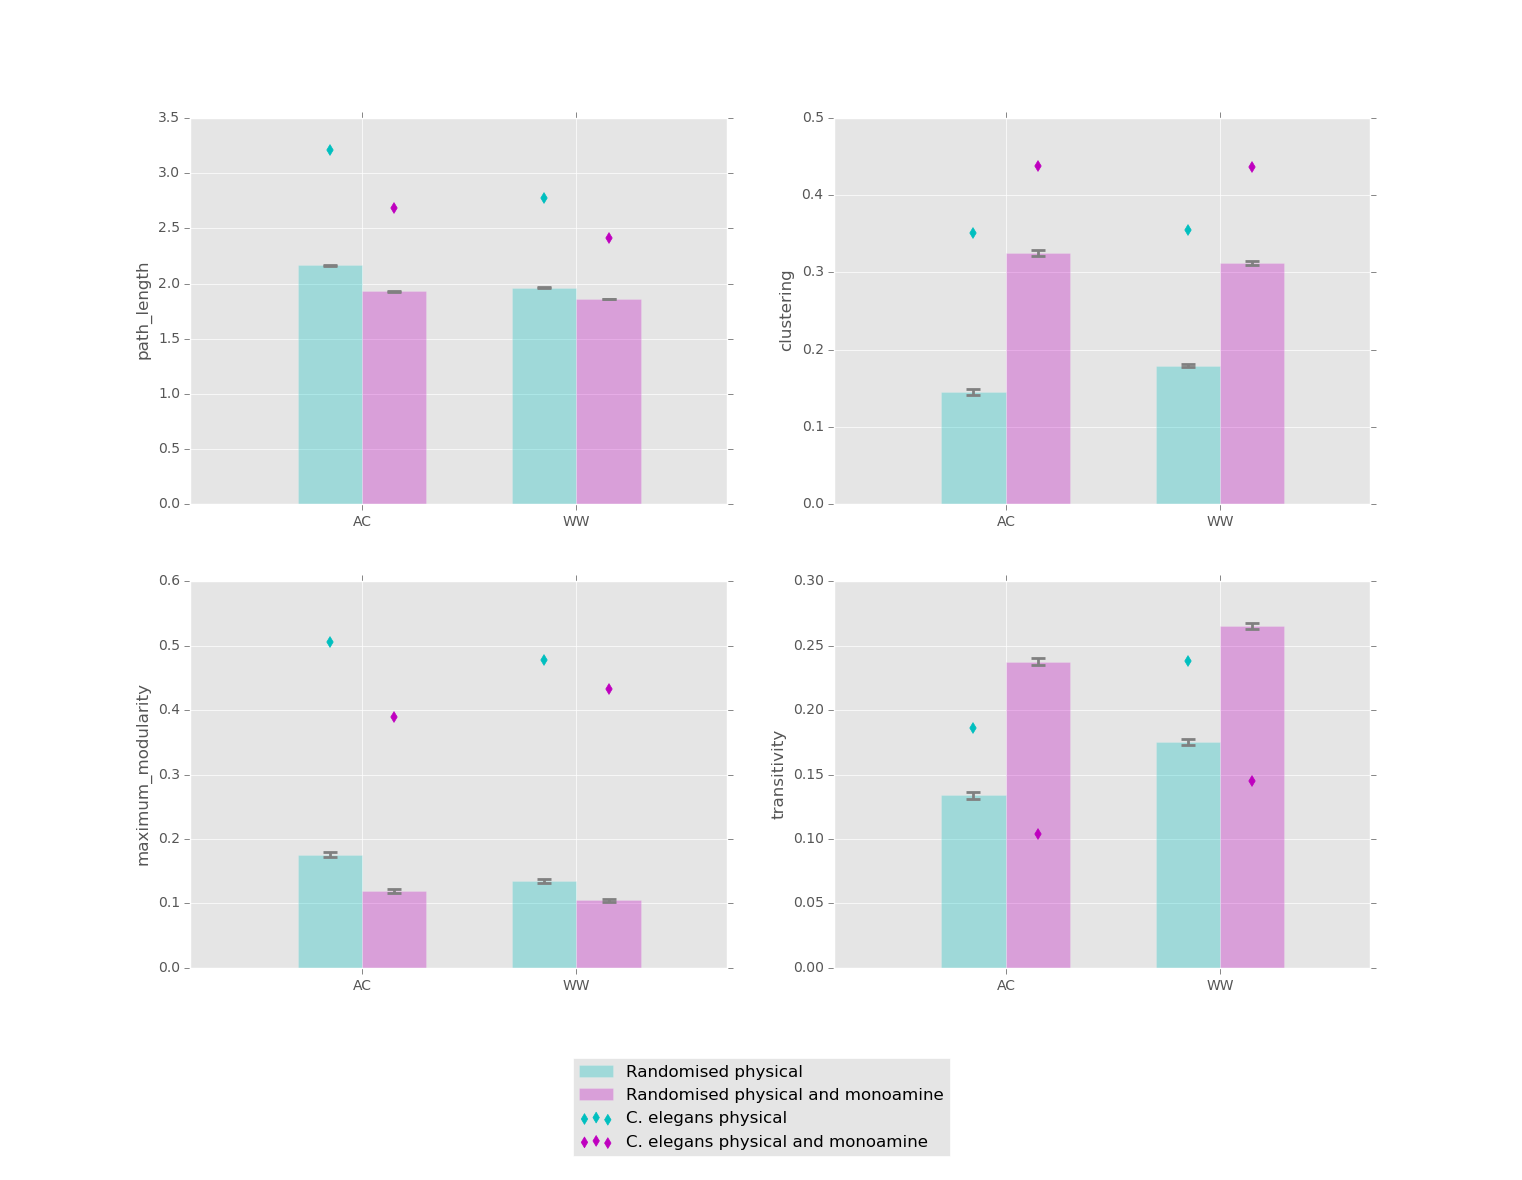 3.5
3.0
2.5
2.0
1.5
1.0
0.5
0.0
path_length
AC WW
0.5
0.4
0.3
0.2
0.1
0.0
clustering
AC WW
0.6
0.5
0.4
0.3
0.2
0.1
0.0
maximum_modularity
AC WW
0.30
0.25
0.20
0.15
0.10
0.05
0.00
transitivity
AC WW
Randomised physical
Randomised physical and monoamine
C. elegans physical
C. elegans physical and monoamine